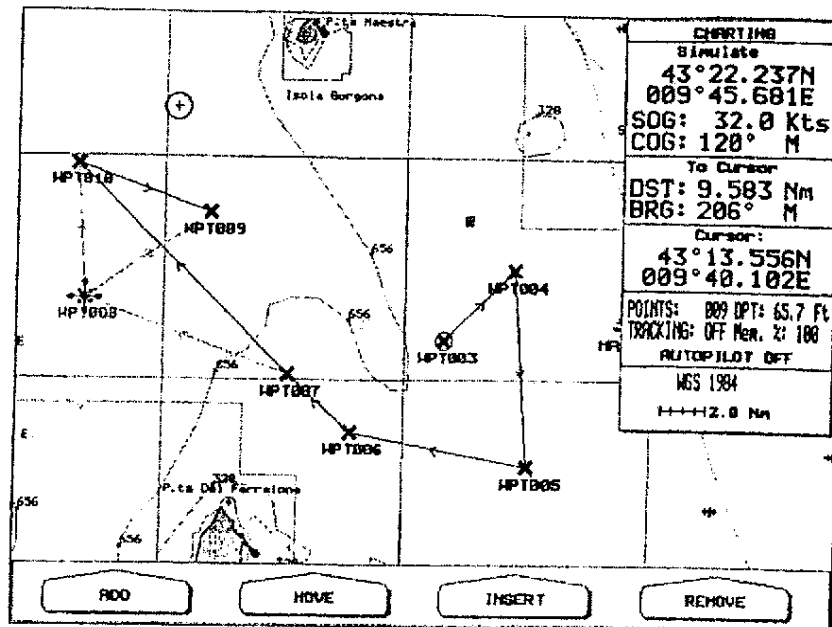 P.ta Maestra
Isola Gorgona
328
WPT010
WPT009
656
WPT004
WPT008
656
WPT003
656
WPT007
WPT006
WPT005
328
P.ta Del Ferraione
656
656
E
E
CHARTING
Simulate
43°22.237N
009°45.681E
SOG: 32.0 Kts
COG: 120° M
To Cursor
DST: 9.583 Nm
BRG: 206° M
Cursor:
43°13.556N
009°40.102E
POINTS: 009 DPT: 65.7 Ft
TRACKING: OFF Mem. %: 100
AUTOPILOT OFF
WGS 1984
2.0 Nm
ADD
MOVE
INSERT
REMOVE